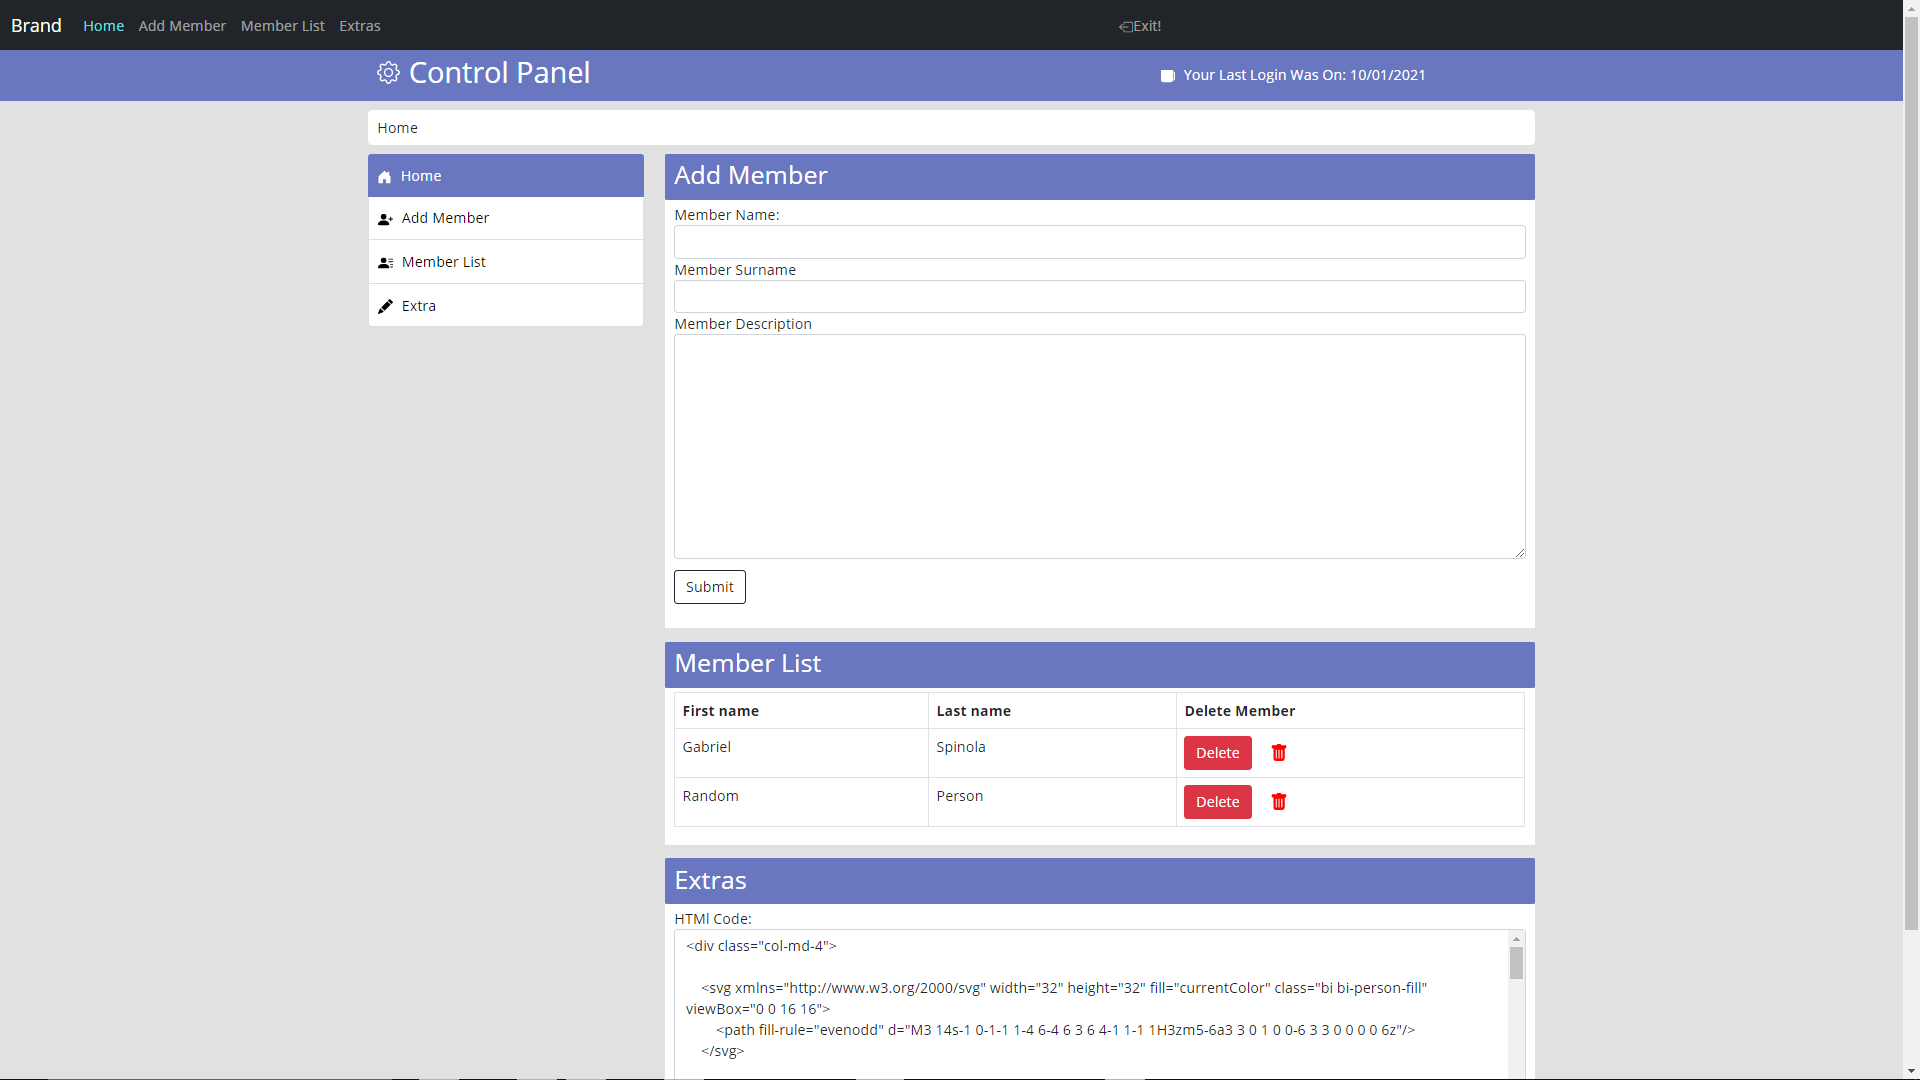 Brand Home Add Member Member List Extras Exit!
Control Panel
Your Last Login Was On: 10/01/2021
Home
Home
Add Member
Member List
Extra
Add Member
Member Name:
Member Surname
Member Description
Submit
Member List
First name Last name Delete Member
Gabriel Spinola Delete
Random Person Delete
Extras
HTMl Code:
<div class="col-md-4">
<svg xmlns="http://www.w3.org/2000/svg" width="32" height="32" fill="currentColor" class="bi bi-person-fill"
viewBox="0 0 16 16">
<path fill-rule="evenodd" d="M3 14s-1 0-1-1 1-4 6-4 6 3 6 4-1 1-1 1H3zm5-6a3 3 0 1 0 0-6 3 3 0 0 0 0 6z"/>
</svg>